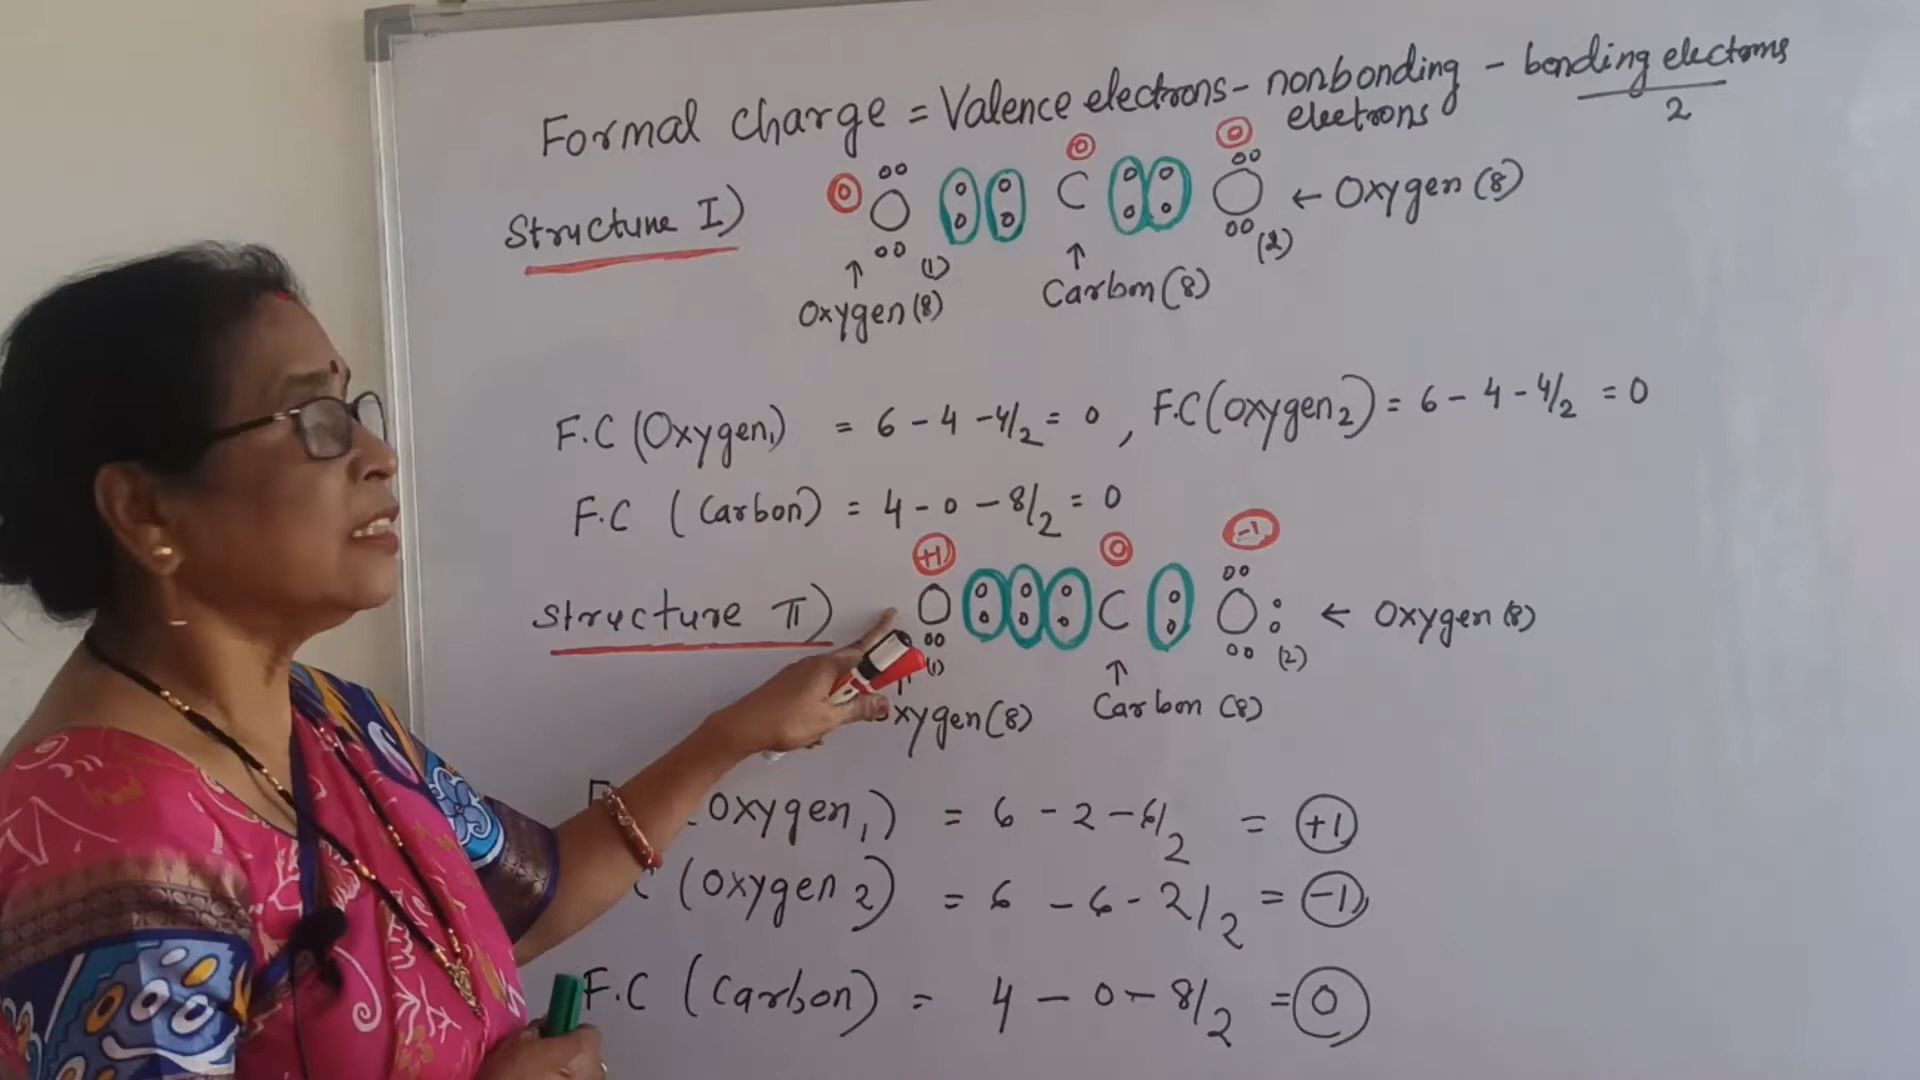 Formal charge = Valence electrons - nonbonding electrons - bonding electrons / 2
Structure I)
0 O C 0 O 0 ← Oxygen (8)
(1) (2)
↑ Oxygen (8) ↑ Carbon (8)
F.C (Oxygen₁) = 6 - 4 - 4/2 = 0 , F.C (oxygen₂) = 6 - 4 - 4/2 = 0
F.C (Carbon) = 4 - 0 - 8/2 = 0
+1 0 -1
Structure II) O C O ← Oxygen (8)
(1) (2)
xygen (8) ↑ Carbon (8)
(oxygen₁) = 6 - 2 - 6/2 = +1
C (oxygen 2) = 6 - 6 - 2/2 = -1
F.C (Carbon) = 4 - 0 - 8/2 = 0